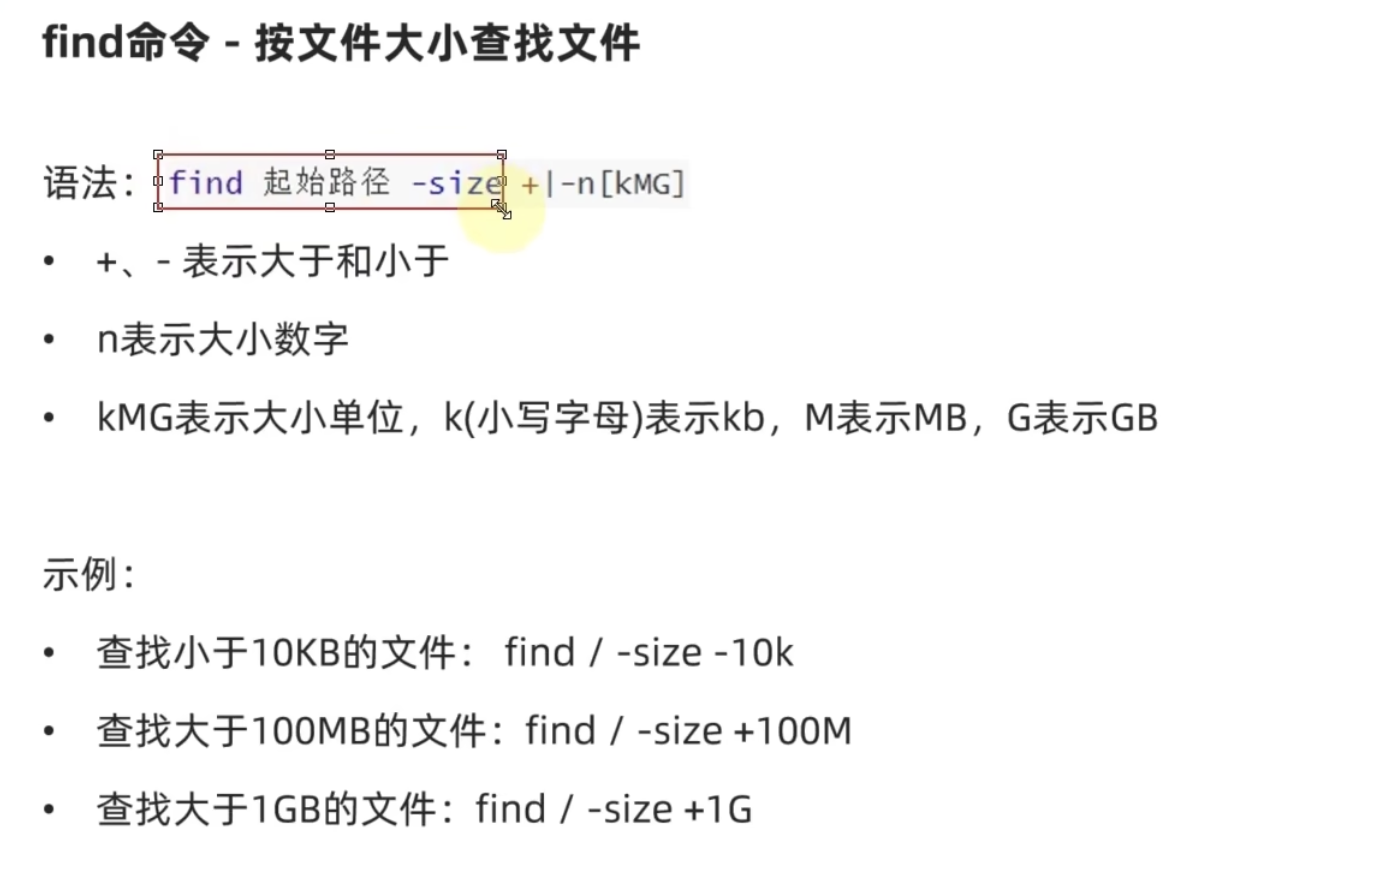 find命令 - 按文件大小查找文件
语法：find 起始路径 -size +|-n[kMG]
• +、- 表示大于和小于
• n表示大小数字
• kMG表示大小单位，k(小写字母)表示kb，M表示MB，G表示GB
示例：
• 查找小于10KB的文件： find / -size -10k
• 查找大于100MB的文件：find / -size +100M
• 查找大于1GB的文件：find / -size +1G